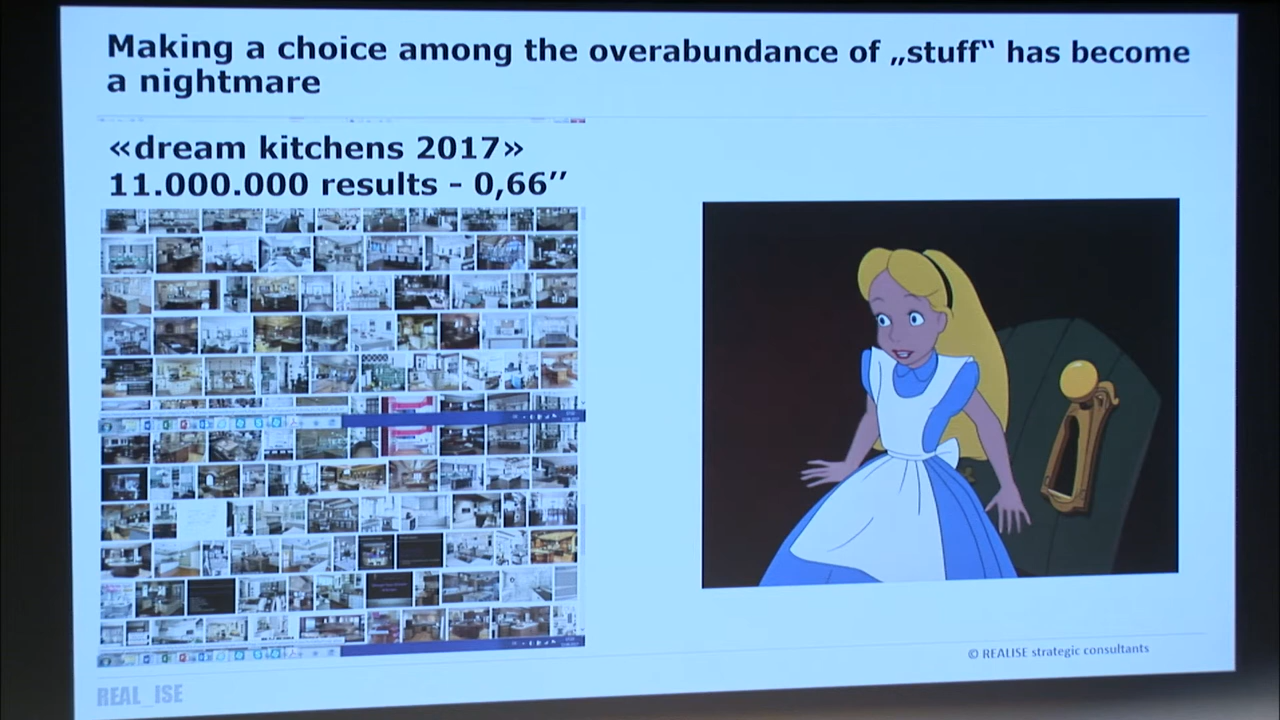 Making a choice among the overabundance of „stuff“ has become
a nightmare
«dream kitchens 2017»
11.000.000 results - 0,66’’
© REALISE strategic consultants
REAL_ISE